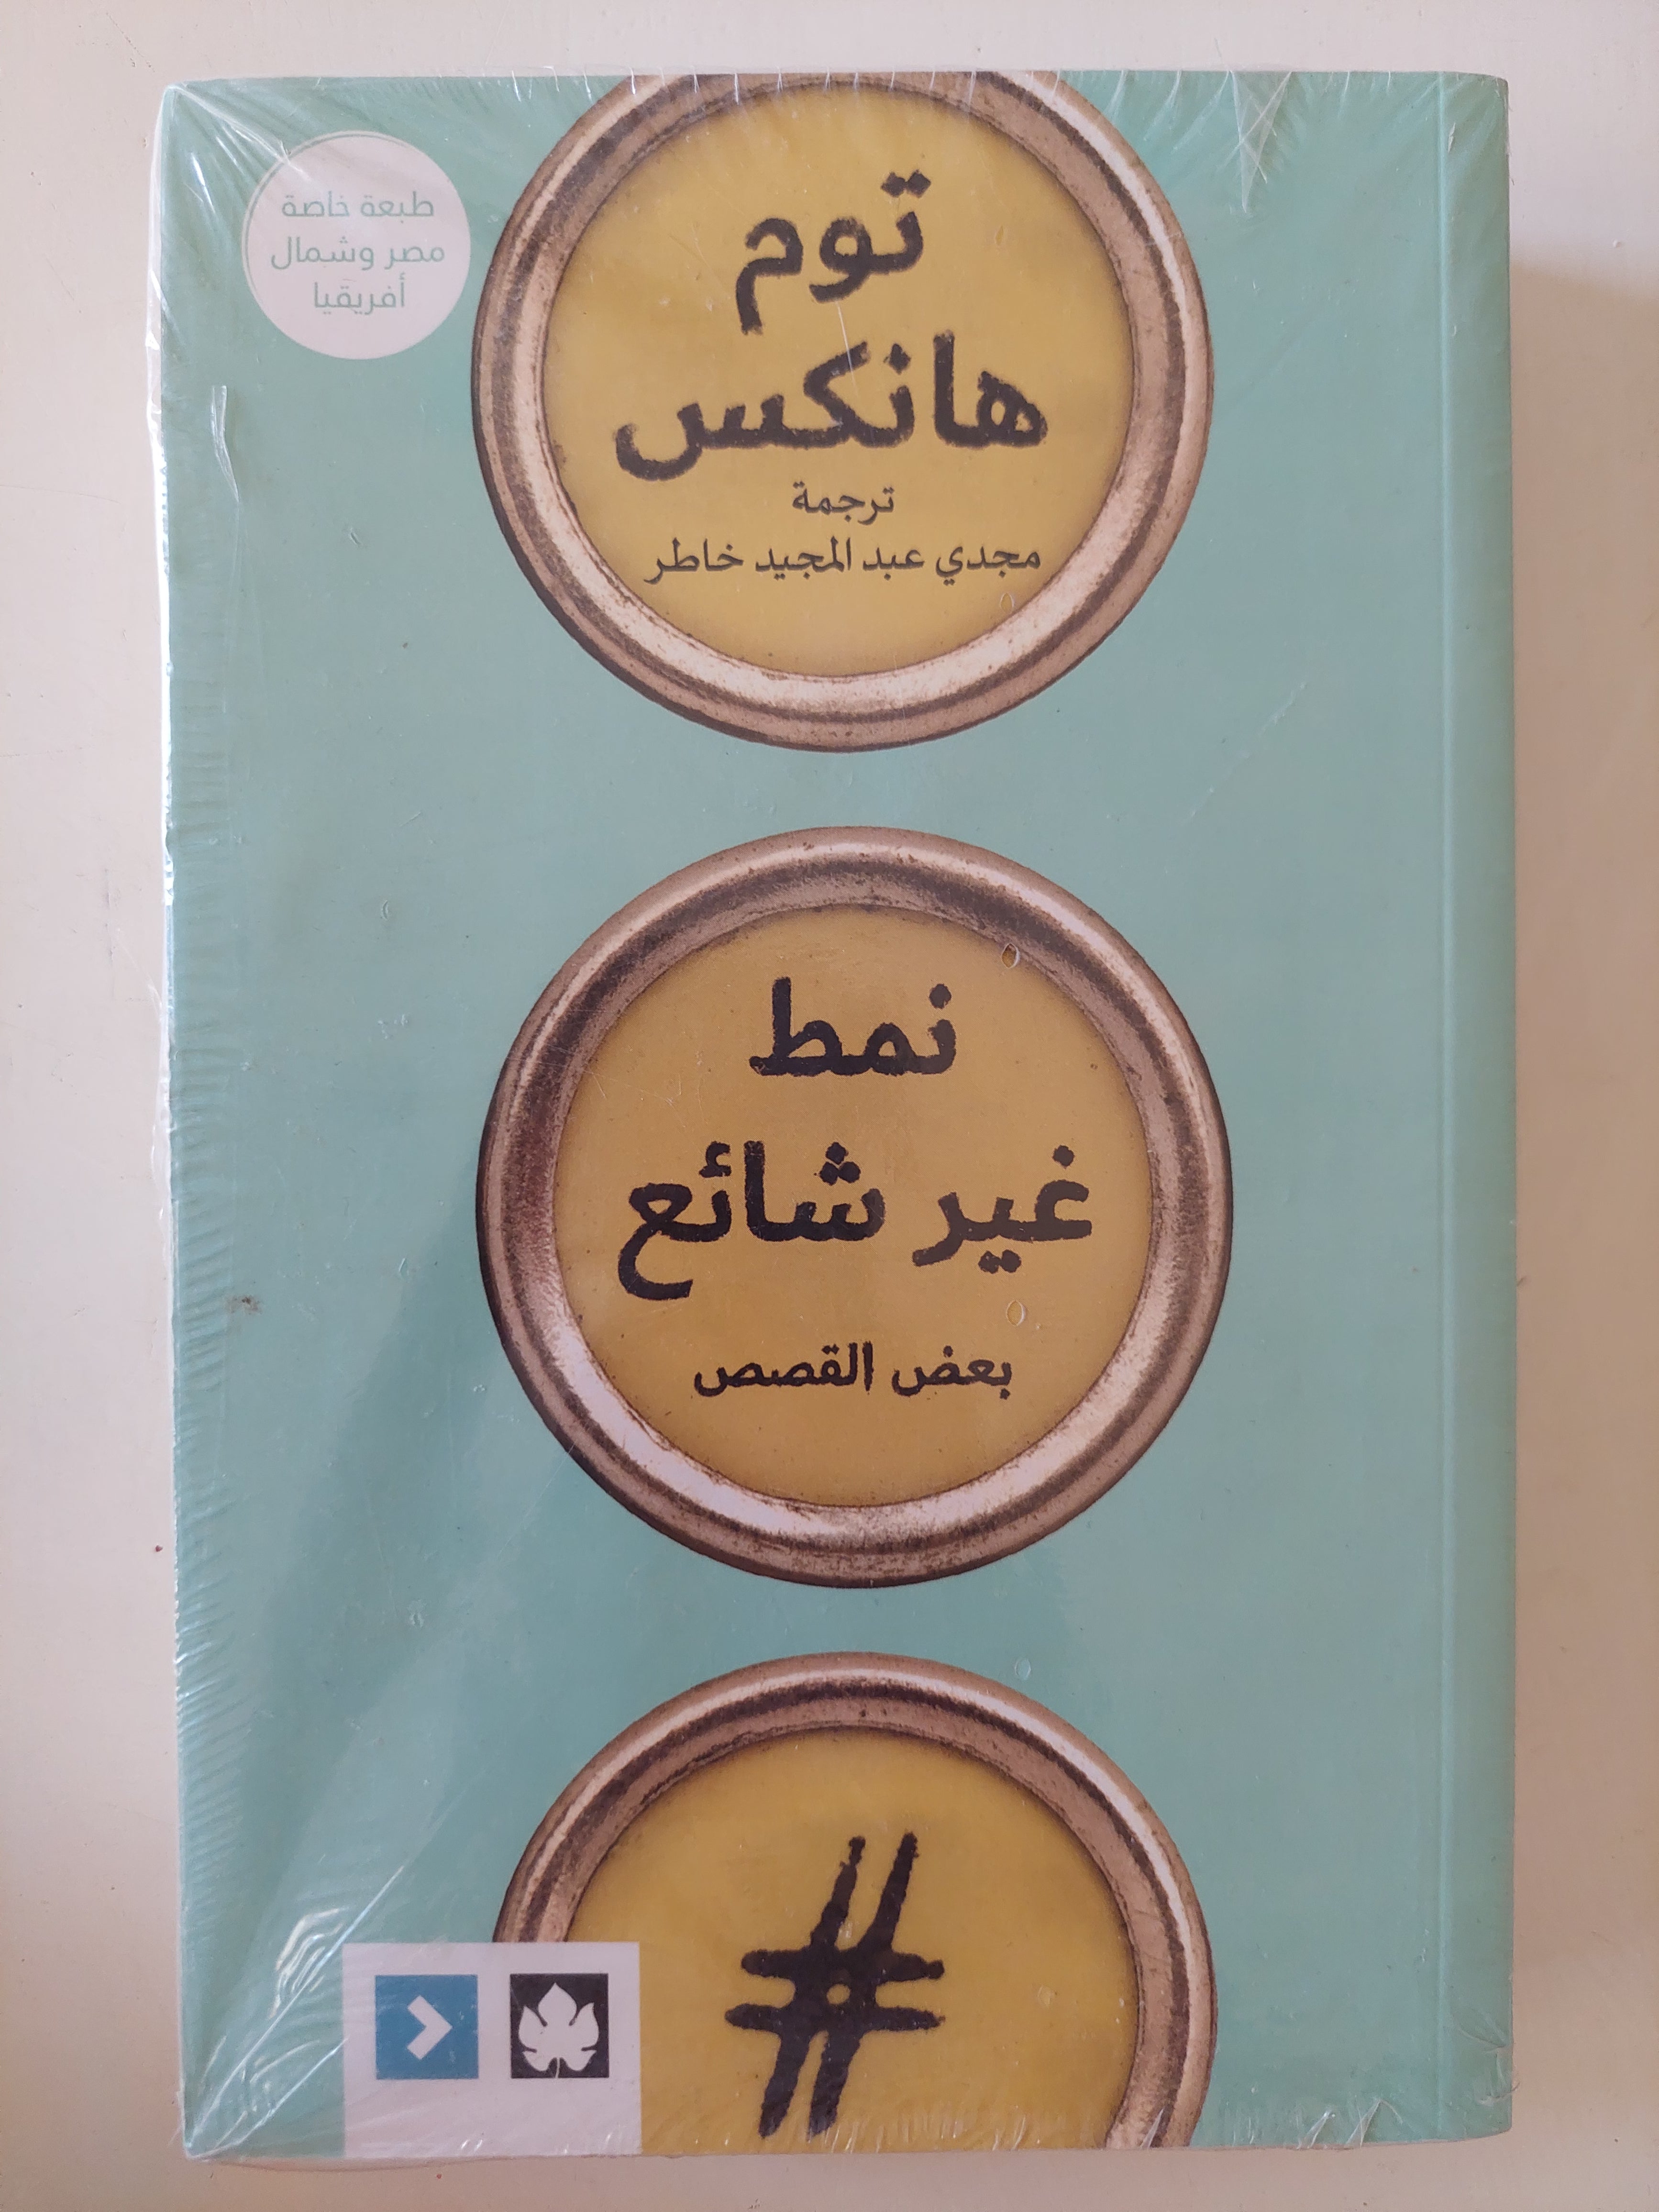 طبعة خاصة
مصر وشمال
أفريقيا
توم
هانكس
ترجمة
مجدي عبد المجيد خاطر
نمط
غير شائع
بعض القصص
#